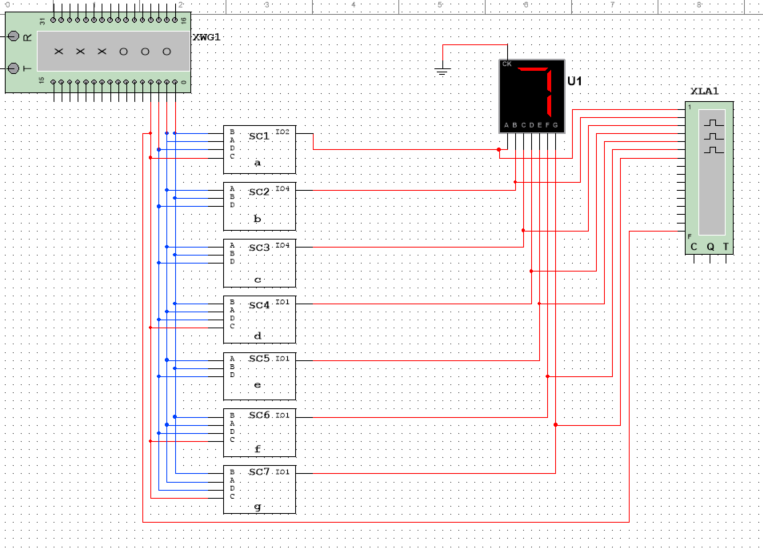 0 2 3 4 5 6 7 8
31 16
R
T
X X X O O O
XWG1
15 0
CK
U1
A B C D E F G
XLA1
1
F
C Q T
B SC1 IO2
A
D
C
a
A SC2 IO4
B
D
b
A SC3 IO4
B
D
c
B SC4 IO1
A
D
C
d
A SC5 IO1
B
D
e
B SC6 IO1
A
D
C
f
B SC7 IO1
A
D
C
g